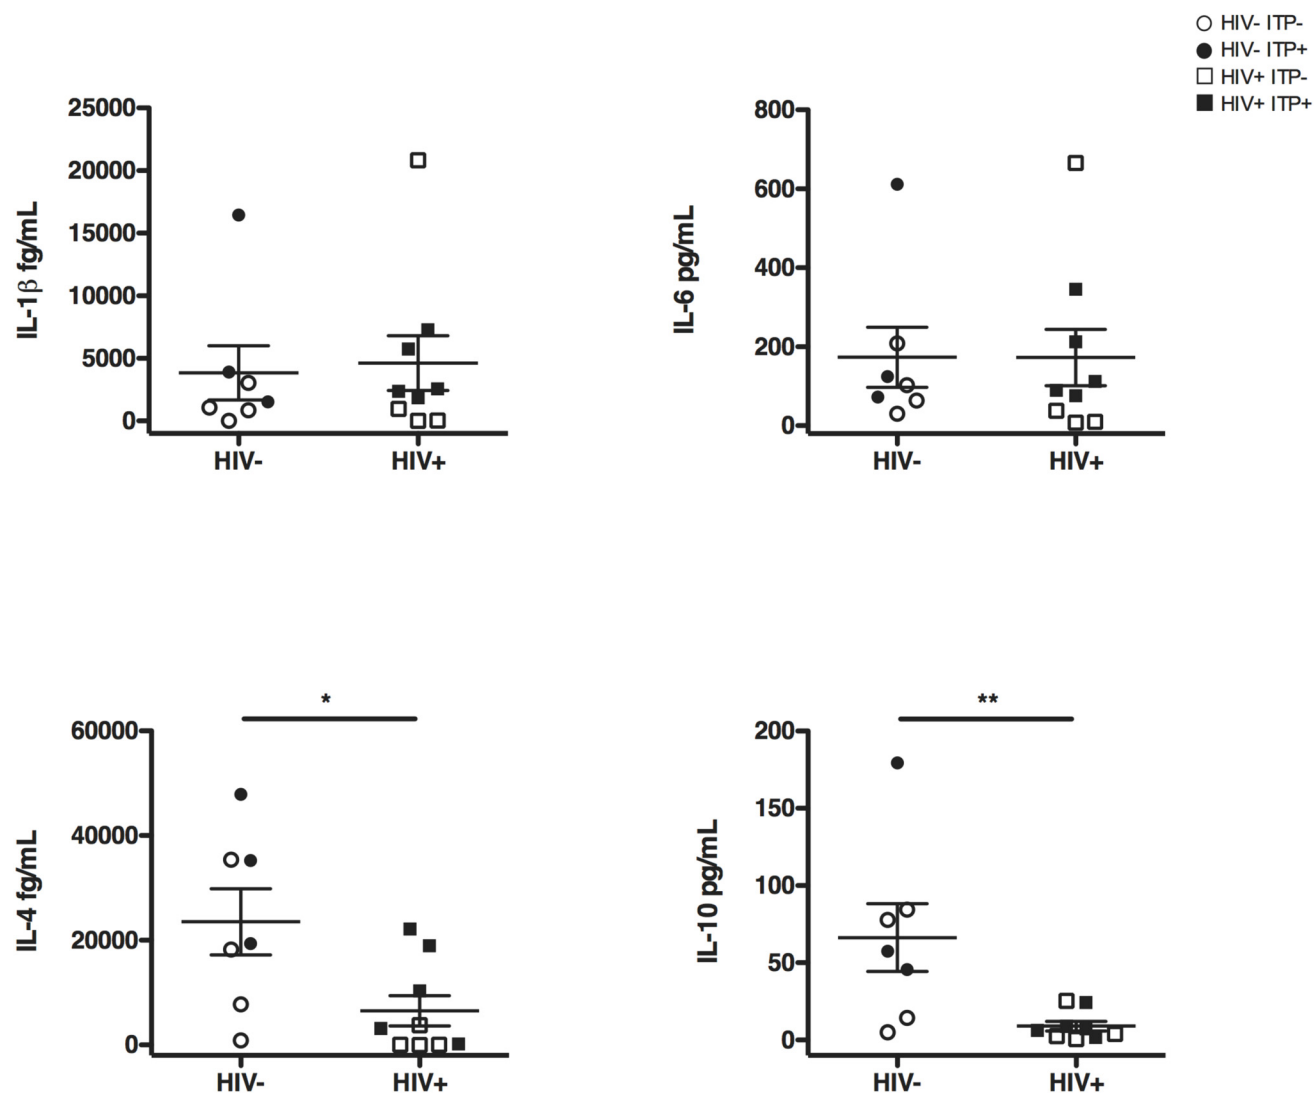 HIV- ITP-
HIV- ITP+
HIV+ ITP-
HIV+ ITP+
IL-1β fg/mL
25000
20000
15000
10000
5000
0
HIV-
HIV+
IL-6 pg/mL
800
600
400
200
0
HIV-
HIV+
IL-4 fg/mL
60000
40000
20000
0
*
HIV-
HIV+
IL-10 pg/mL
200
150
100
50
0
**
HIV-
HIV+